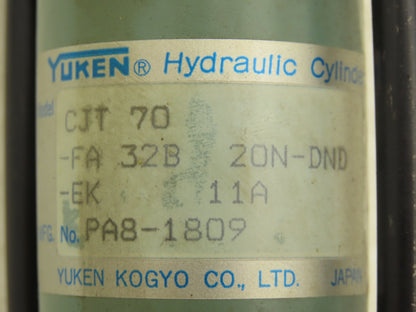 YUKEN® Hydraulic Cylinder
Model CJT 70
-FA 32B 20N-DND
-EK 11A
MFG. No. PA8-1809
YUKEN KOGYO CO., LTD. JAPAN